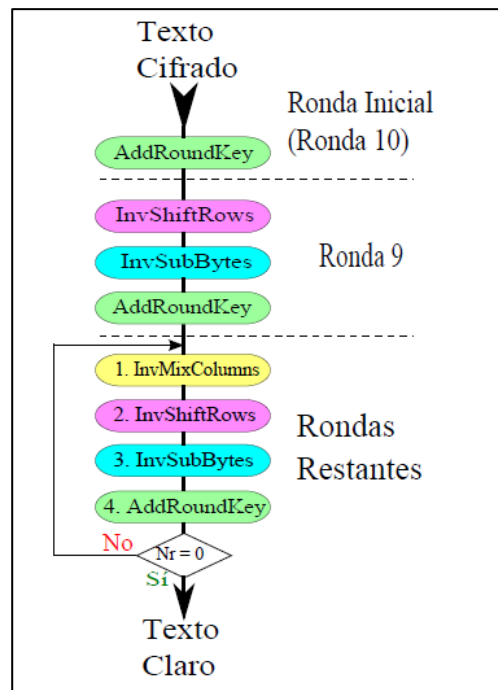 Texto
Cifrado
Ronda Inicial
(Ronda 10)
AddRoundKey
InvShiftRows
InvSubBytes
Ronda 9
AddRoundKey
1. InvMixColumns
2. InvShiftRows
Rondas
3. InvSubBytes
Restantes
4. AddRoundKey
No
Nr = 0
Sí
Texto
Claro